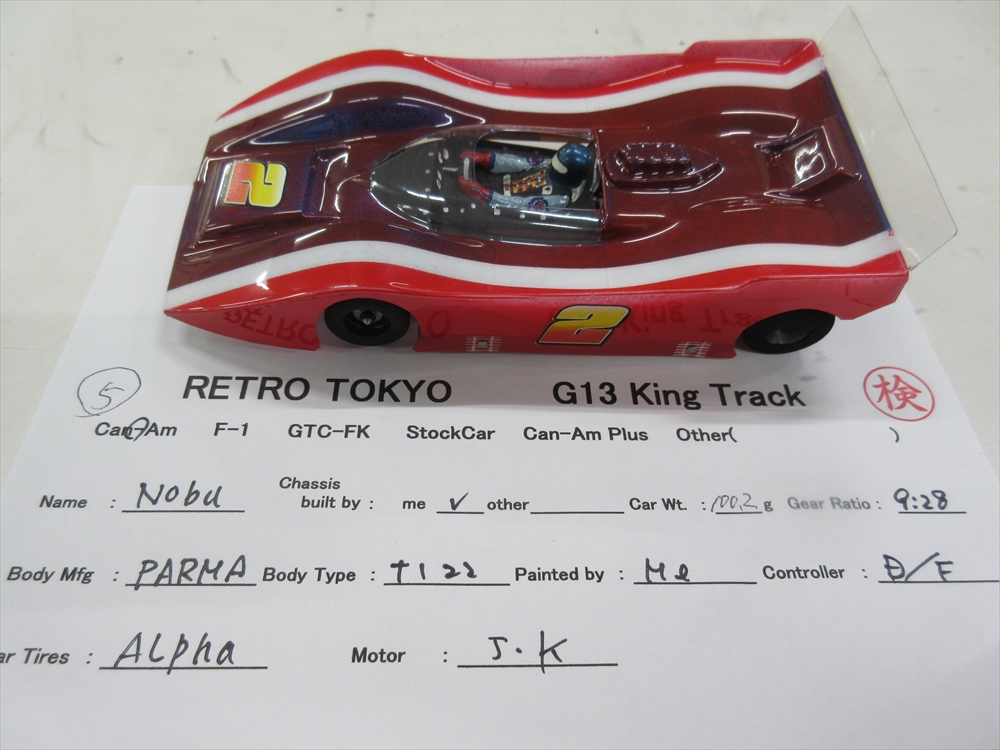 2
2
5
RETRO TOKYO G13 King Track 検
Can-Am F-1 GTC-FK StockCar Can-Am Plus Other( )
Name : Nobu Chassis built by : me ✓ other Car Wt. : 100.2 g Gear Ratio : 9:28
Body Mfg : PARMA Body Type : T122 Painted by : Me Controller : D/F
ar Tires : ALpha Motor : J.K